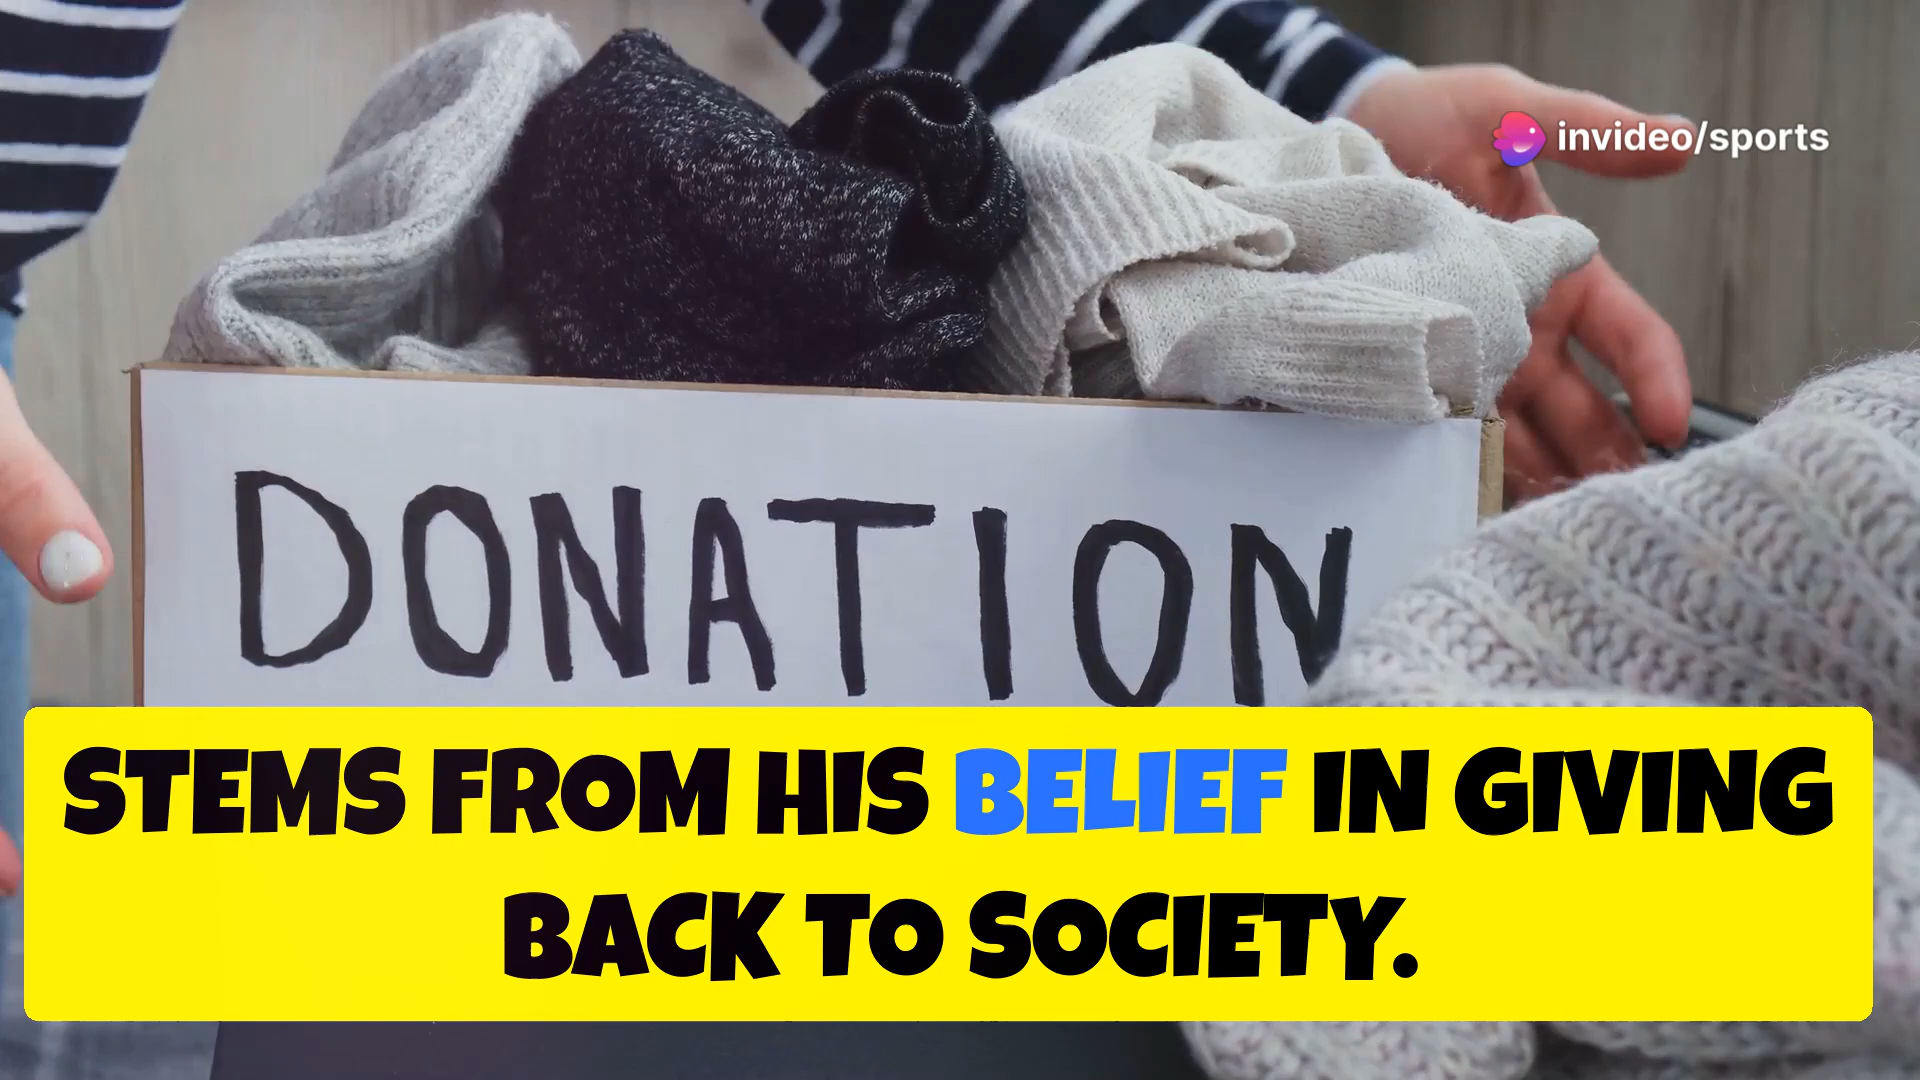 invideo/sports
DONATION
STEMS FROM HIS BELIEF IN GIVING
BACK TO SOCIETY.